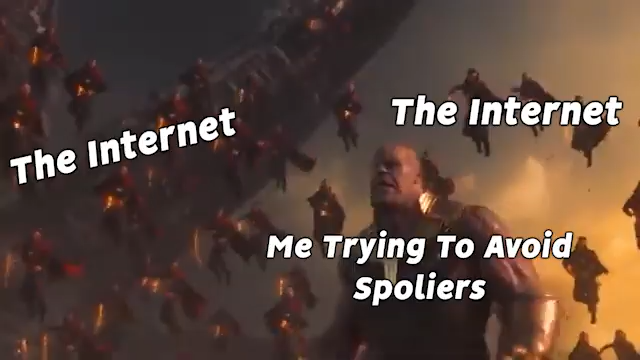 The Internet
The Internet
Me Trying To Avoid
Spoliers